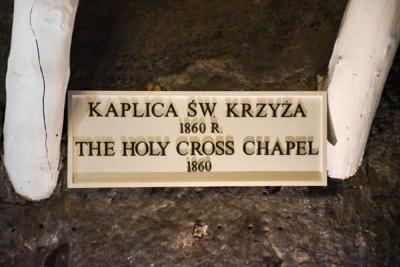 KAPLICA ŚW. KRZYŻA
1860 R.
THE HOLY CROSS CHAPEL
1860